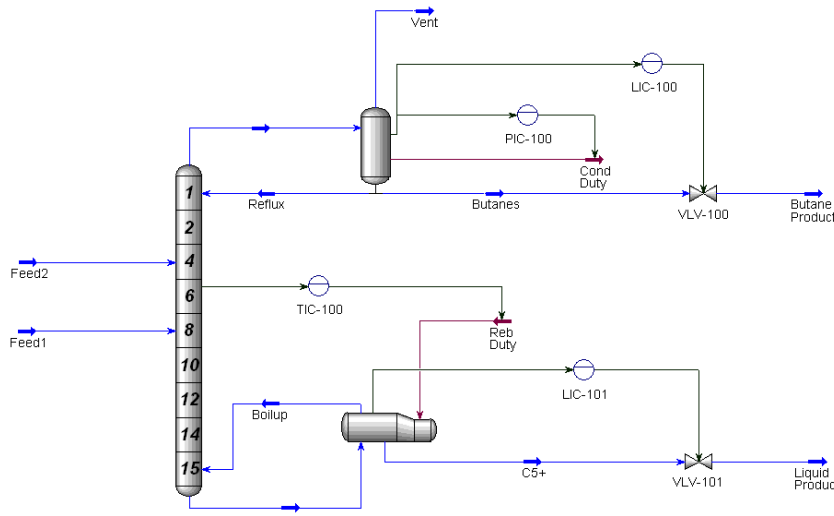 Vent
LIC-100
PIC-100
Cond
Duty
1
Reflux
Butanes
VLV-100
Butane
Product
2
4
Feed2
6
TIC-100
8
Feed1
Reb
Duty
10
LIC-101
12
Boilup
14
15
C5+
VLV-101
Liquid
Product